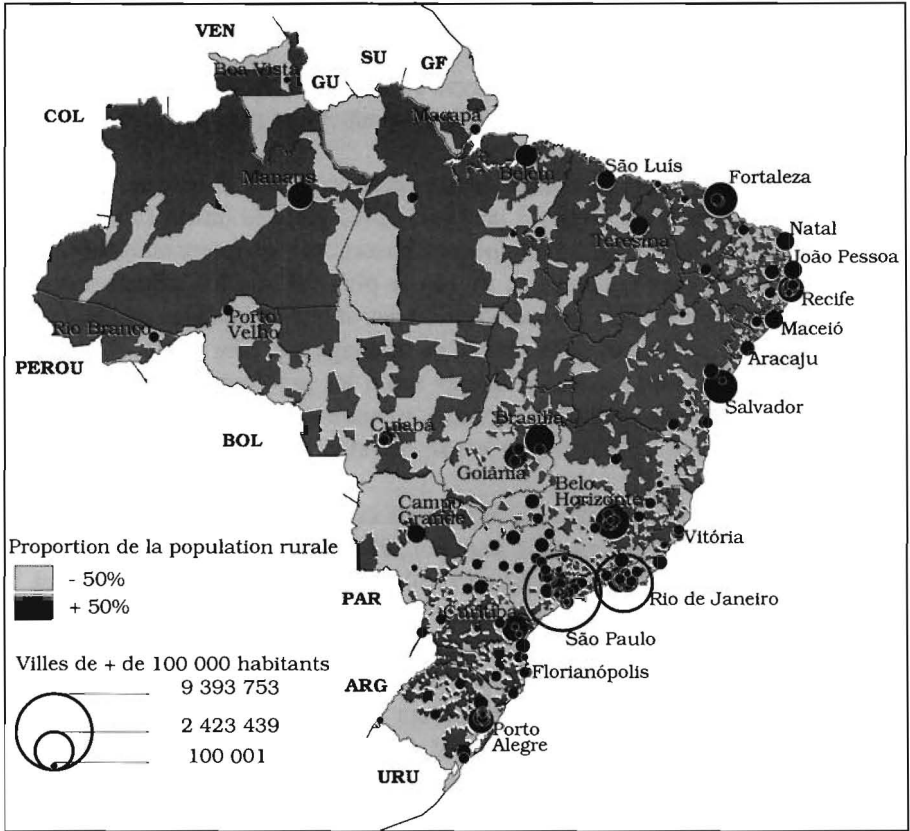 VEN
SU
GF
Boa Vista
GU
COL
Macapá
Belém
São Luís
Fortaleza
Manaus
Teresina
Natal
João Pessoa
Recife
Maceió
Rio Branco
Porto
Velho
Aracaju
PEROU
Salvador
BOL
Cuiabá
Brasília
Goiânia
Belo
Horizonte
Campo
Grande
Vitória
Proportion de la population rurale
- 50%
+ 50%
PAR
Rio de Janeiro
Curitiba
São Paulo
Villes de + de 100 000 habitants
9 393 753
2 423 439
100 001
ARG
Florianópolis
Porto
Alegre
URU